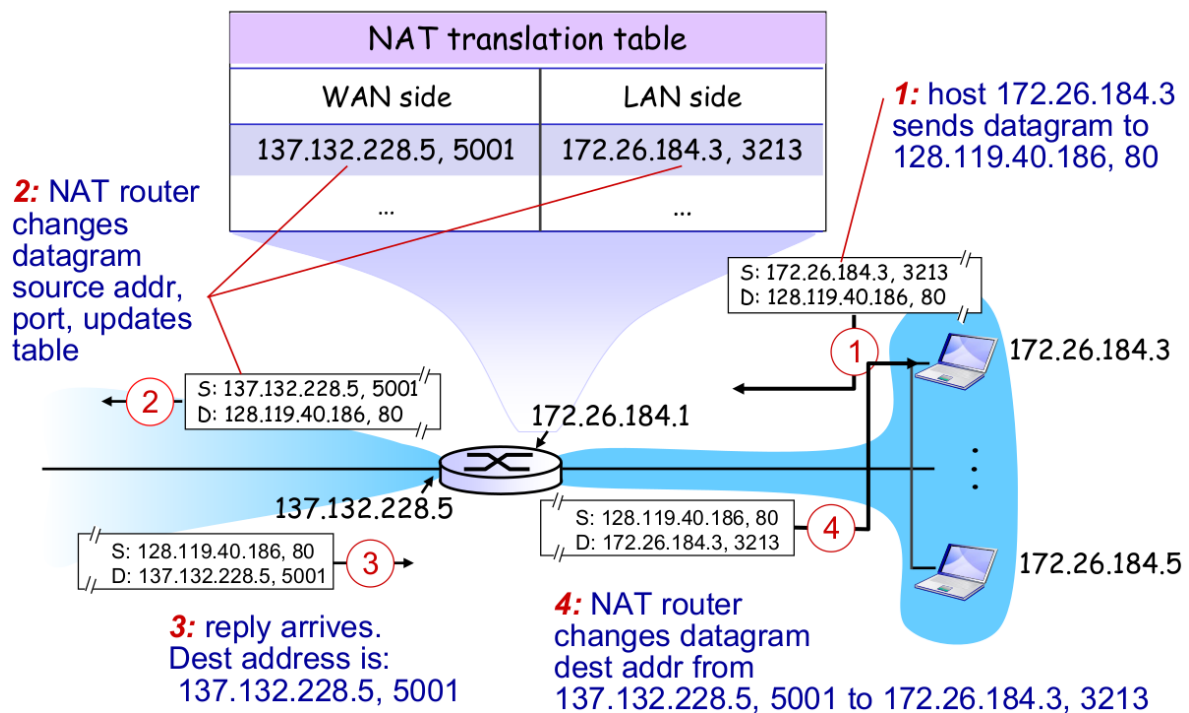 NAT translation table
WAN side
LAN side
137.132.228.5, 5001
172.26.184.3, 3213
...
...
1: host 172.26.184.3
sends datagram to
128.119.40.186, 80
2: NAT router
changes
datagram
source addr,
port, updates
table
S: 172.26.184.3, 3213
D: 128.119.40.186, 80
1
172.26.184.3
2
S: 137.132.228.5, 5001
D: 128.119.40.186, 80
172.26.184.1
137.132.228.5
S: 128.119.40.186, 80
D: 137.132.228.5, 5001
3
S: 128.119.40.186, 80
D: 172.26.184.3, 3213
4
172.26.184.5
3: reply arrives.
Dest address is:
137.132.228.5, 5001
4: NAT router
changes datagram
dest addr from
137.132.228.5, 5001 to 172.26.184.3, 3213